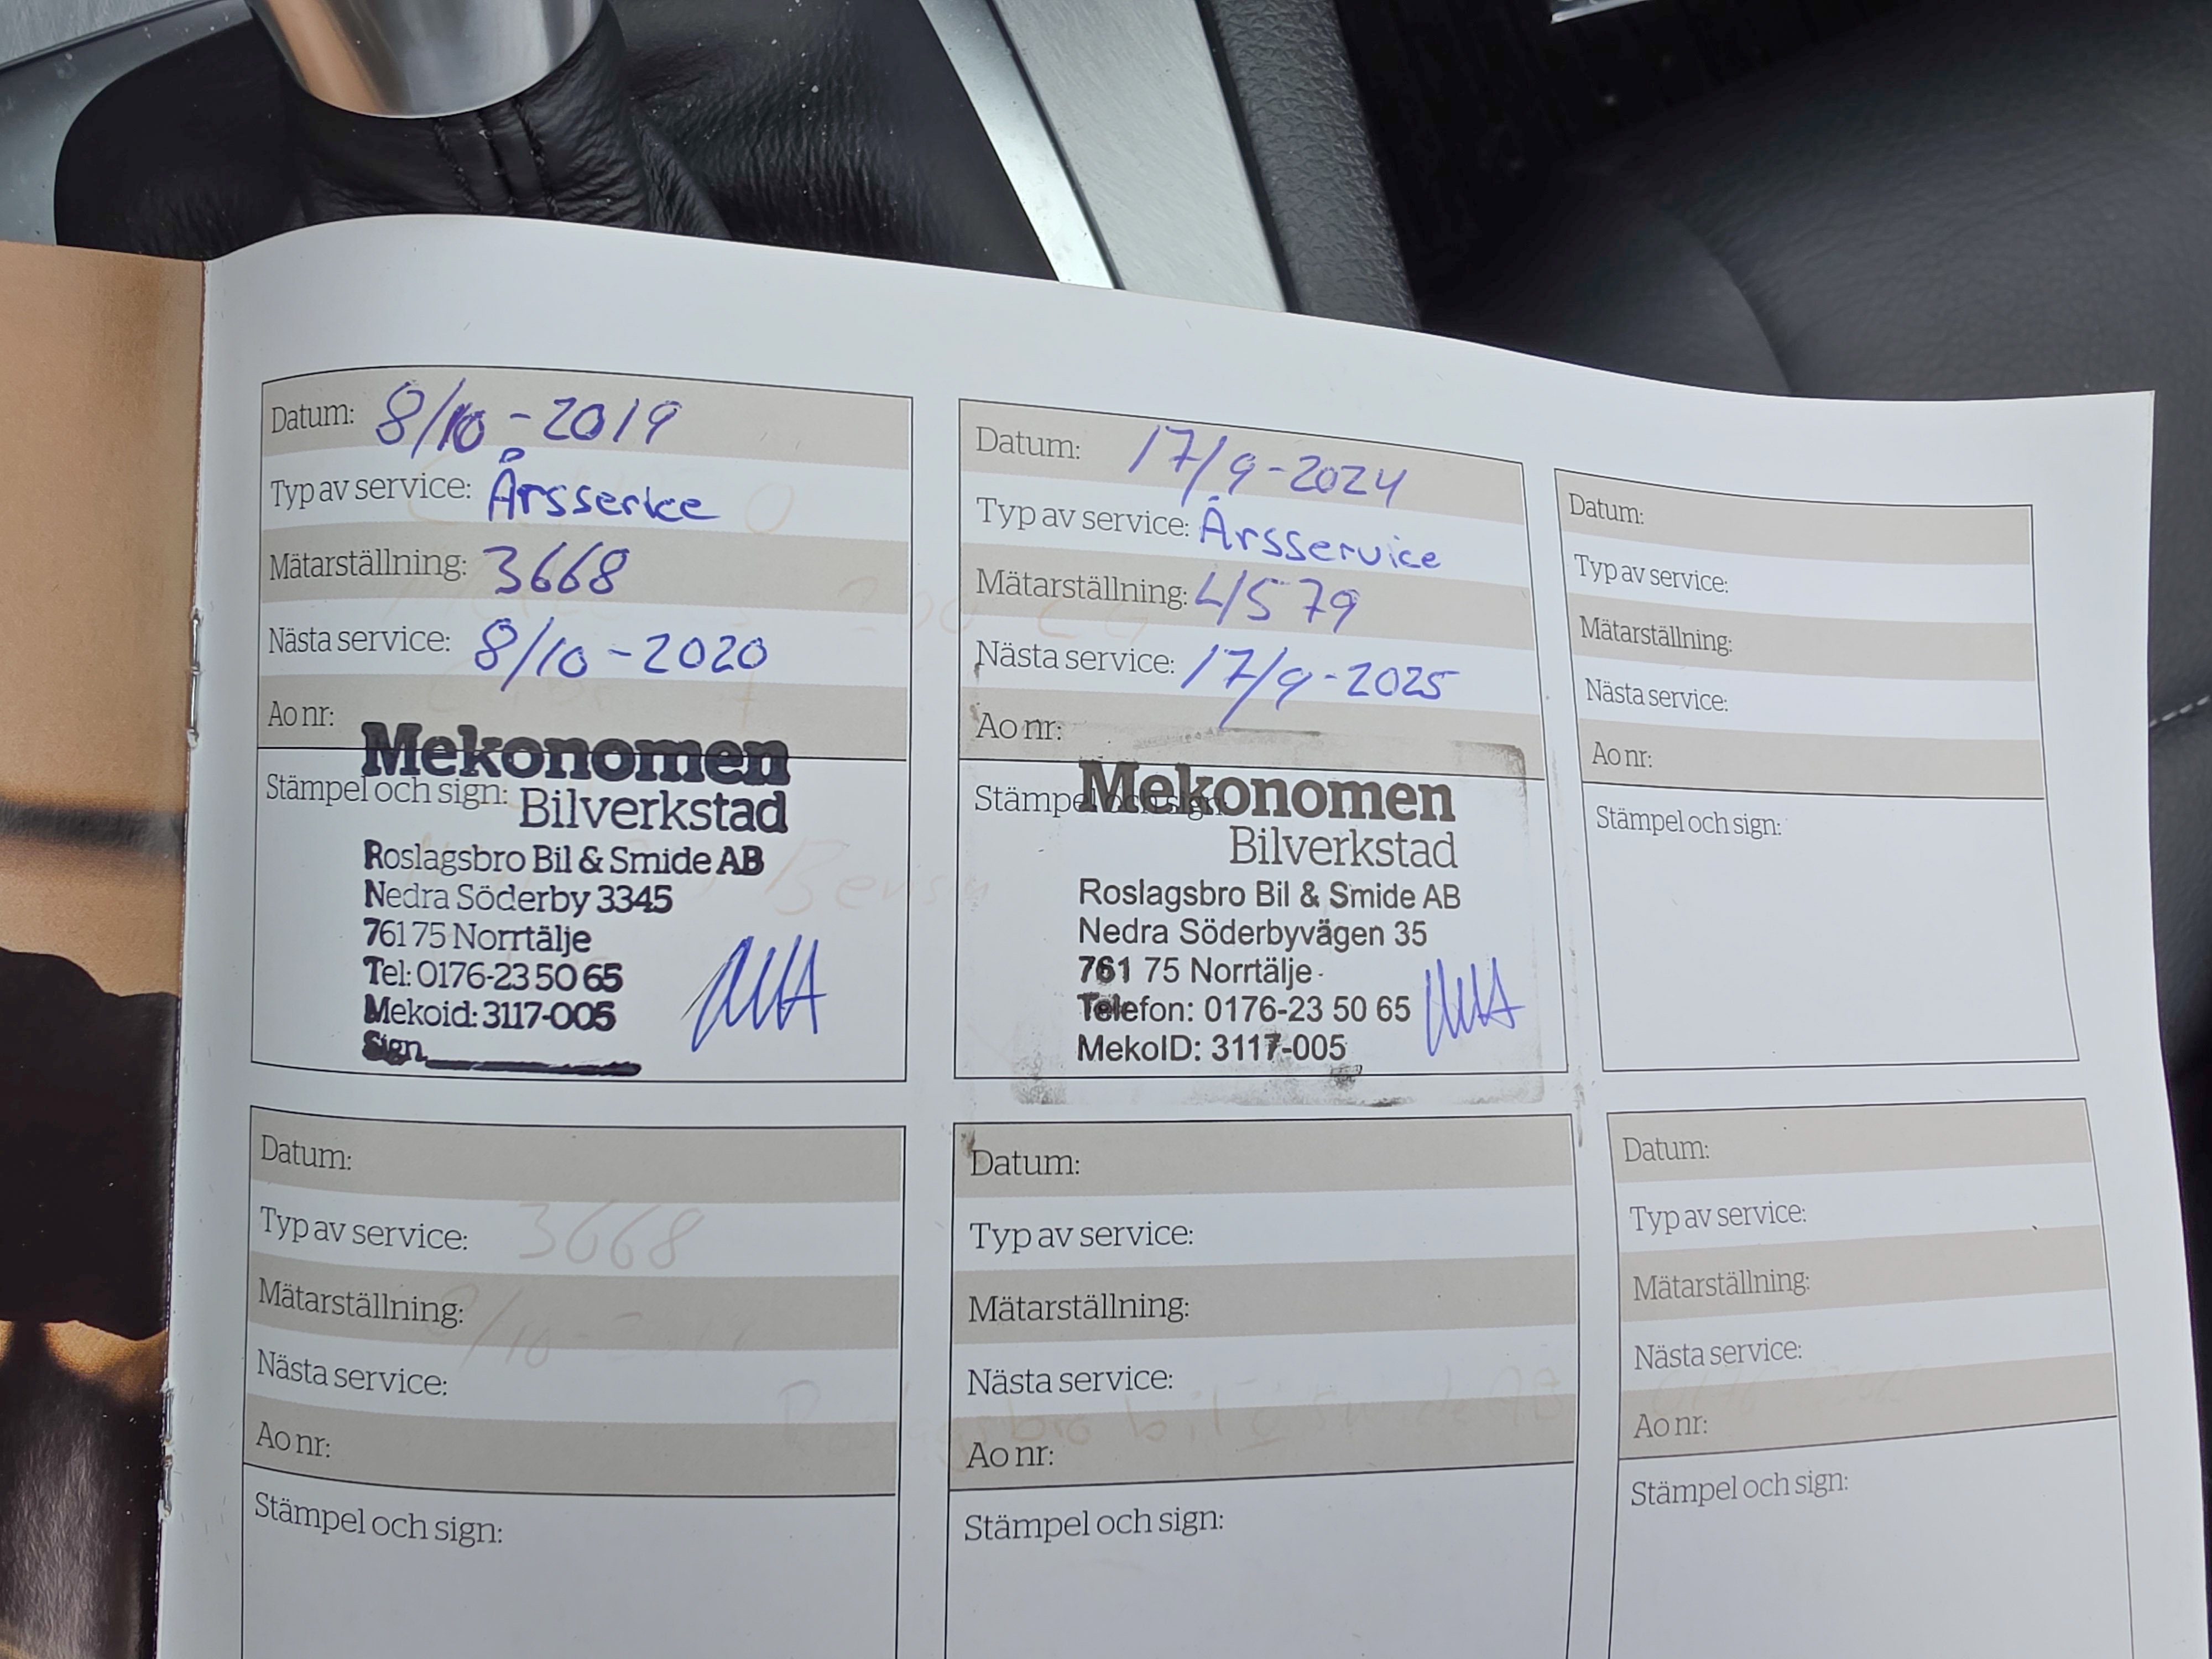 Datum: 8/10-2019
Typ av service: Årsserice
Mätarställning: 3668
Nästa service: 8/10-2020
Ao nr:
Stämpel och sign:
Mekonomen
Bilverkstad
Roslagsbro Bil & Smide AB
Nedra Söderby 3345
76175 Norrtälje
Tel: 0176-23 50 65
Mekoid: 3117-005
Sign
Datum: 17/9-2024
Typ av service: Årsservice
Mätarställning: 4579
Nästa service: 17/9-2025
Ao nr:
Stämpel och sign:
Mekonomen
Bilverkstad
Roslagsbro Bil & Smide AB
Nedra Söderbyvägen 35
761 75 Norrtälje
Telefon: 0176-23 50 65
MekoID: 3117-005
Datum:
Typ av service:
Mätarställning:
Nästa service:
Ao nr:
Stämpel och sign:
Datum:
Typ av service: 3668
Mätarställning:
Nästa service:
Ao nr:
Stämpel och sign:
Datum:
Typ av service:
Mätarställning:
Nästa service:
Ao nr:
Stämpel och sign:
Datum:
Typ av service:
Mätarställning:
Nästa service:
Ao nr:
Stämpel och sign: